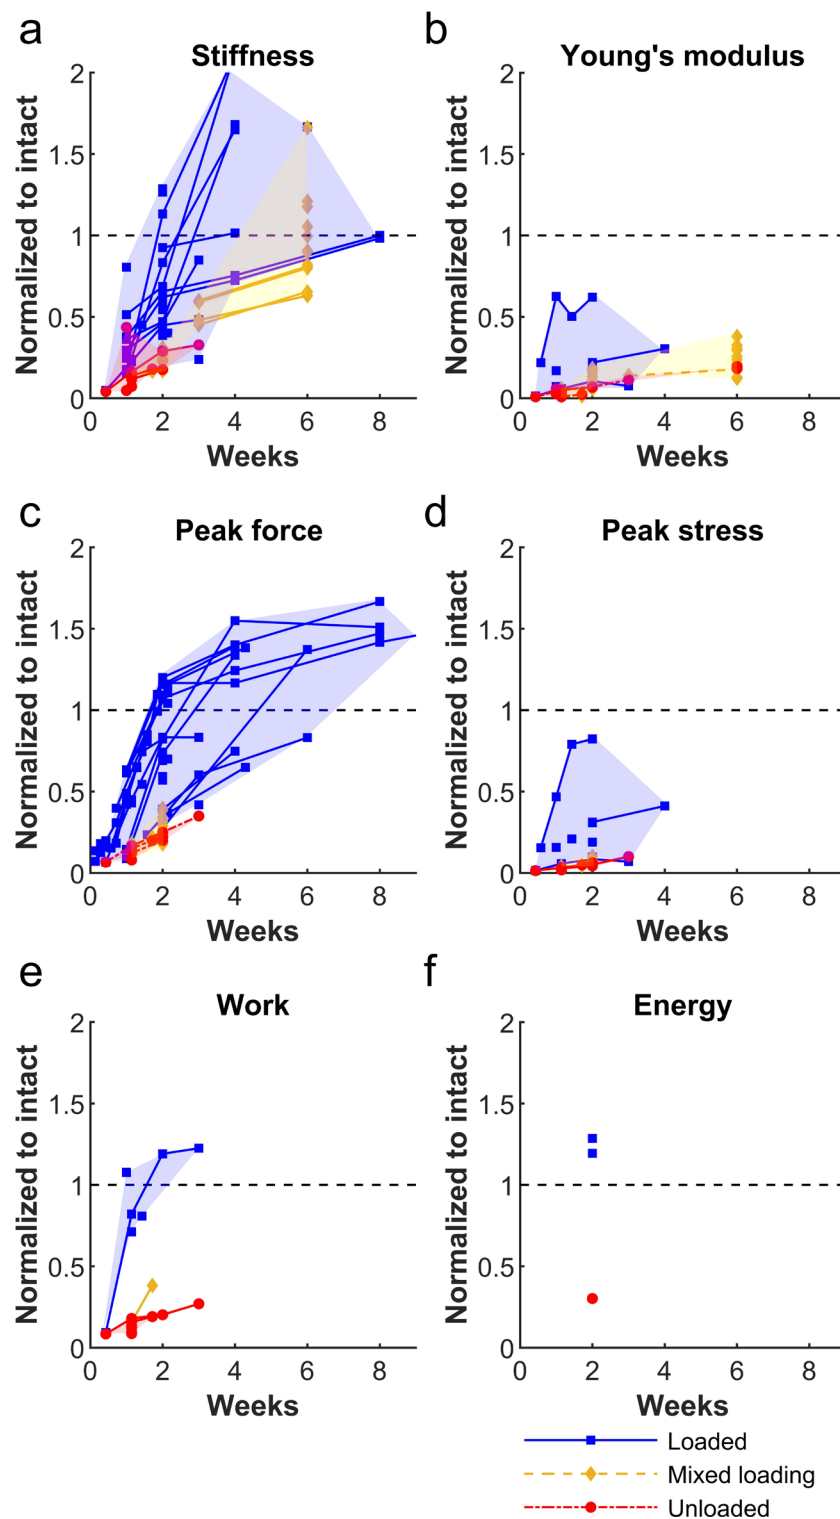 a
Stiffness
Normalized to intact
2
1.5
1
0.5
0
0 2 4 6 8
Weeks
b
Young's modulus
Normalized to intact
2
1.5
1
0.5
0
0 2 4 6 8
Weeks
c
Peak force
Normalized to intact
2
1.5
1
0.5
0
0 2 4 6 8
Weeks
d
Peak stress
Normalized to intact
2
1.5
1
0.5
0
0 2 4 6 8
Weeks
e
Work
Normalized to intact
2
1.5
1
0.5
0
0 2 4 6 8
Weeks
f
Energy
Normalized to intact
2
1.5
1
0.5
0
0 2 4 6 8
Weeks
Loaded
Mixed loading
Unloaded